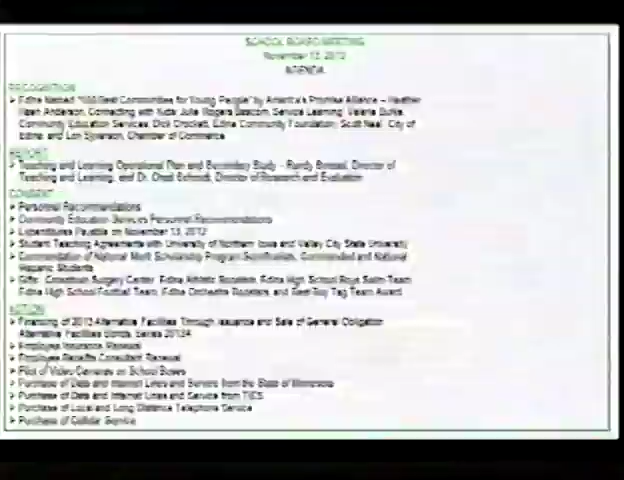 SCHOOL BOARD MEETING
November 13, 2012
AGENDA
RECOGNITION
➢ Edina Named "100 Best Communities for Young People" by America's Promise Alliance – Heather
Anderson, Connecting with Kids; Julie Rogers Bascom, Service Learning; Valerie Burke,
Community Education Services; Dick Crockett, Edina Community Foundation; Scott Neal, City of
Edina; and Lori Syverson, Chamber of Commerce
REPORT
➢ Teaching and Learning Operational Plan and Secondary Study - Randy, Director of
Teaching and Learning, and Dr. Chad Schmidt, Director of Research and Evaluation
CONSENT
➢ Personnel Recommendations
➢ Community Education Services Personnel Recommendations
➢ Expenditures Payable on November 13, 2012
➢ Student Teaching Agreements with University of Northern Iowa and Valley City State University
➢ Commendation of National Merit Scholarship Program Semifinalists, Commended and National
Hispanic Students
➢ Gifts: Surgery Center, Edina Athletic Boosters, Edina High School Boys Swim Team,
Edina High School Football Team, Edina Orchestra Boosters, and Team Award
ACTION
➢ Financing of 2013 Alternative Facilities Through Issuance and Sale of General Obligation
Alternative Facilities Bonds, Series 2013A
➢ Employee Insurance Renewal
➢ Employee Benefits Consultant Renewal
➢ Pilot of Video Cameras on School Buses
➢ Purchase of Data and Internet Lines and Service from the State of Minnesota
➢ Purchase of Data and Internet Lines and Service from TIES
➢ Purchase of Local and Long Distance Telephone Service
➢ Purchase of Cellular Service